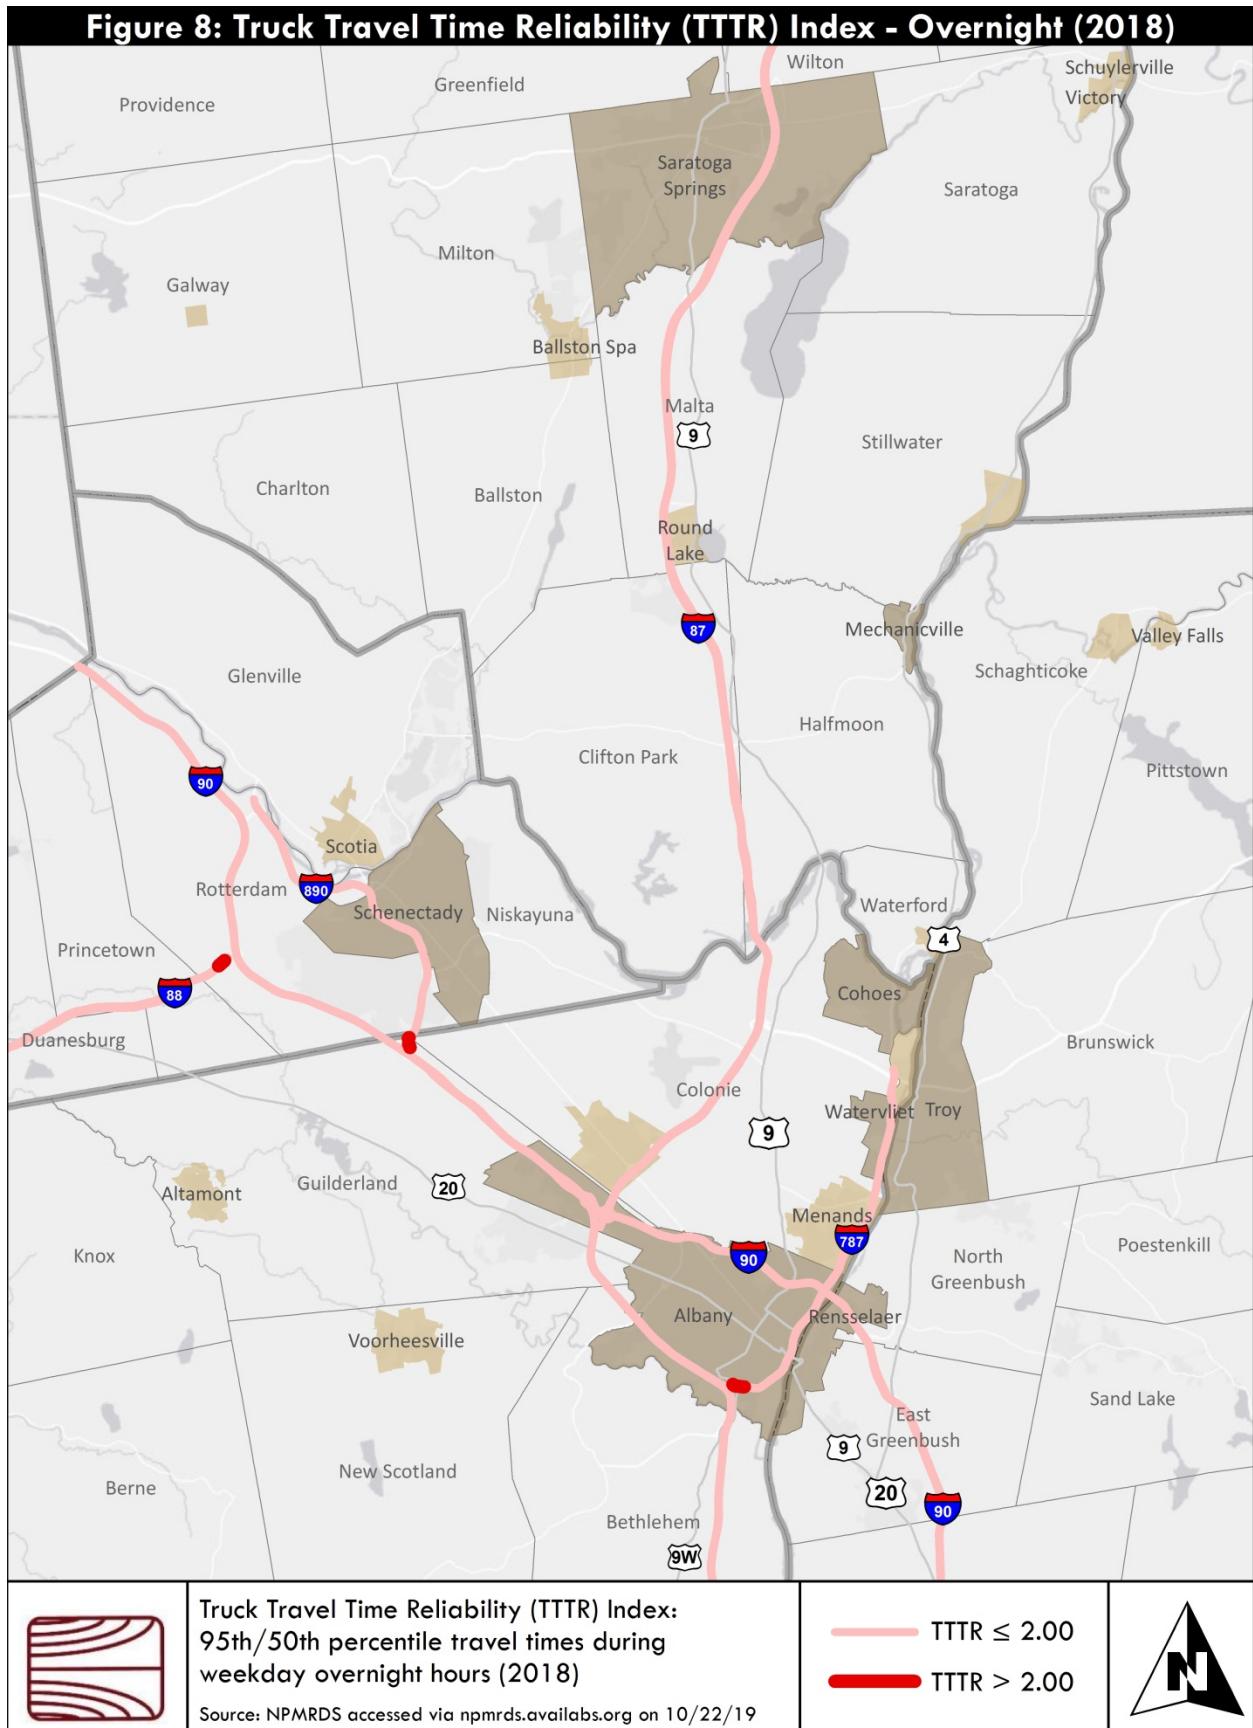 Figure 8: Truck Travel Time Reliability (TTTR) Index - Overnight (2018)
Wilton
Schuylerville
Greenfield
Providence
Victory
Saratoga
Springs
Saratoga
Milton
Galway
Ballston Spa
Malta
9
Stillwater
Charlton
Ballston
Round
Lake
87
Mechanicville
Valley Falls
Schaghticoke
Glenville
Halfmoon
Clifton Park
Pittstown
90
Scotia
Rotterdam
890
Schenectady
Niskayuna
Waterford
4
Princetown
88
Cohoes
Duanesburg
Brunswick
Colonie
Watervliet
Troy
9
Guilderland
20
Altamont
Menands
787
Knox
90
North
Greenbush
Poestenkill
Albany
Rensselaer
Voorheesville
Sand Lake
East
Greenbush
9
New Scotland
Berne
20
90
Bethlehem
9W
Truck Travel Time Reliability (TTTR) Index:
95th/50th percentile travel times during
weekday overnight hours (2018)
Source: NPMRDS accessed via npmrds.availabs.org on 10/22/19
TTTR ≤ 2.00
TTTR > 2.00
N